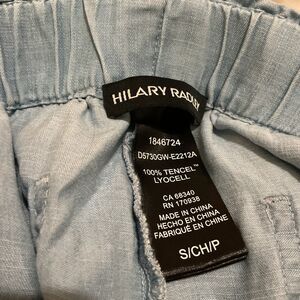 HILARY RADLEY
1846724
D5730GW-E2212A
100% TENCEL™
LYOCELL
CA 68340
RN 170938
MADE IN CHINA
HECHO EN CHINA
FABRIQUÉ EN CHINE
S/CH/P